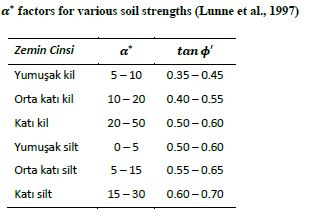 α* factors for various soil strengths (Lunne et al., 1997)
Zemin Cinsi α* tan ϕ′
Yumuşak kil 5 – 10 0.35 – 0.45
Orta katı kil 10 – 20 0.40 – 0.55
Katı kil 20 – 50 0.50 – 0.60
Yumuşak silt 0 – 5 0.50 – 0.60
Orta katı silt 5 – 15 0.55 – 0.65
Katı silt 15 – 30 0.60 – 0.70